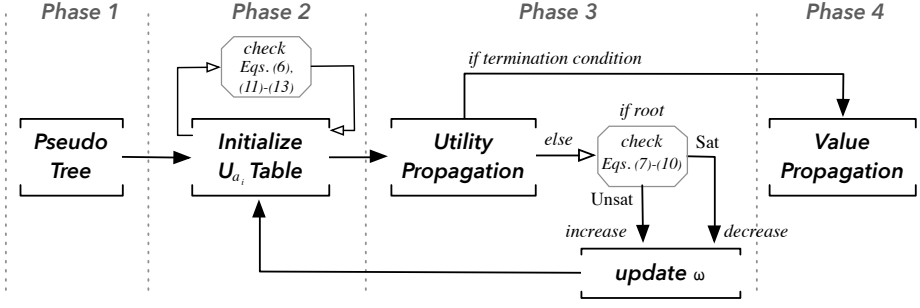 Phase 1
Phase 2
Phase 3
Phase 4
check
Eqs. (6),
(11)-(13)
if termination condition
if root
Pseudo
Tree
Initialize
U_{a_i} Table
Utility
Propagation
else
check
Eqs. (7)-(10)
Sat
Unsat
Value
Propagation
increase
decrease
update ω